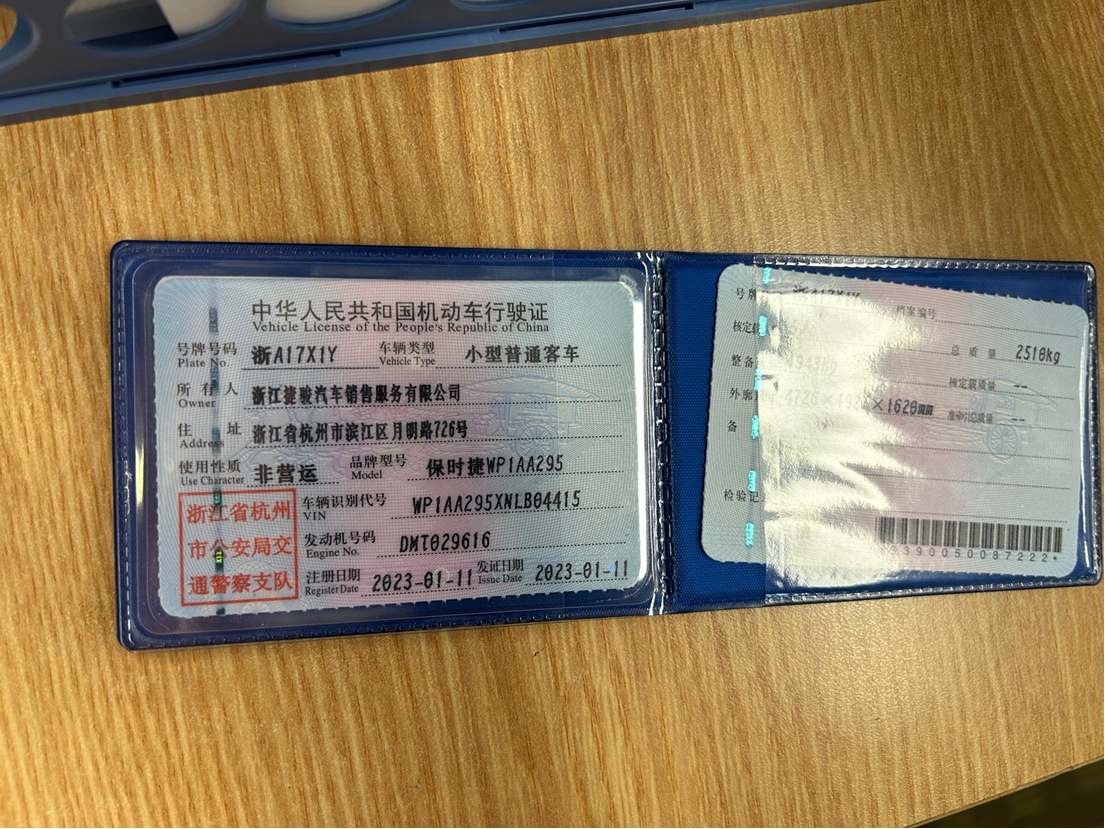 中华人民共和国机动车行驶证
Vehicle License of the People's Republic of China
号牌号码 浙A17X1Y 车辆类型 小型普通客车
Plate No. Vehicle Type
所有人 浙江捷骏汽车销售服务有限公司
Owner
住址 浙江省杭州市滨江区月明路726号
Address
使用性质 非营运 品牌型号 保时捷WP1AA295
Use Character Model
浙江省杭州
市公安局交
通警察支队
车辆识别代号 WP1AA295XNLB04415
VIN
发动机号码 DMT029616
Engine No.
注册日期 2023-01-11 发证日期 2023-01-11
Register Date Issue Date
号牌 浙A17X1Y 档案编号
核定载 总质量 2510kg
整备 核定载质量 --
外廓 ×1620mm 准牵引总质量 --
备
检验记
3390050087222*